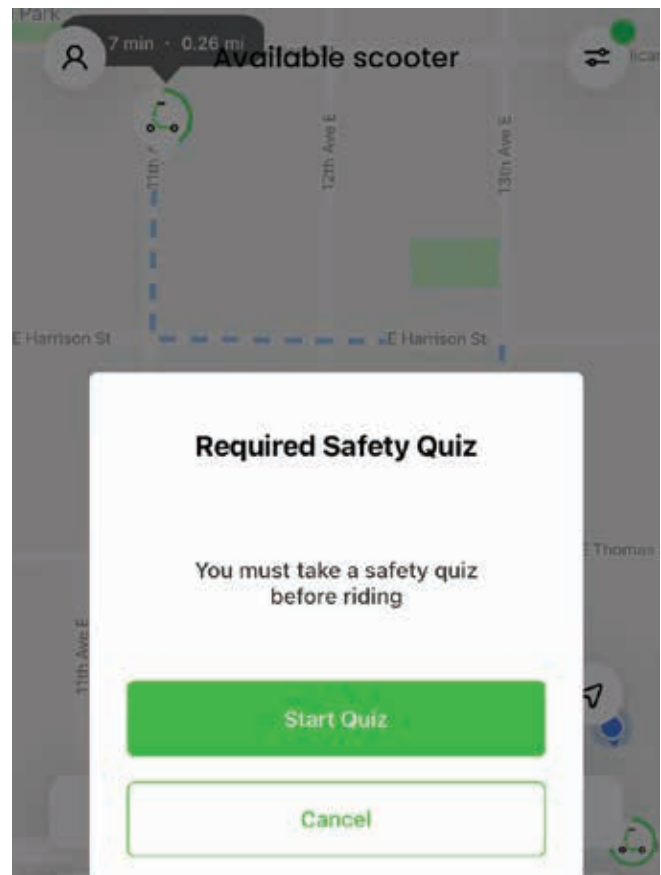 Park
7 min · 0.26 mi
Available scooter
11th
12th Ave E
13th Ave E
E Harrison St
E Harrison St
Required Safety Quiz
You must take a safety quiz
before riding
E Thomas
11th Ave E
Start Quiz
Cancel